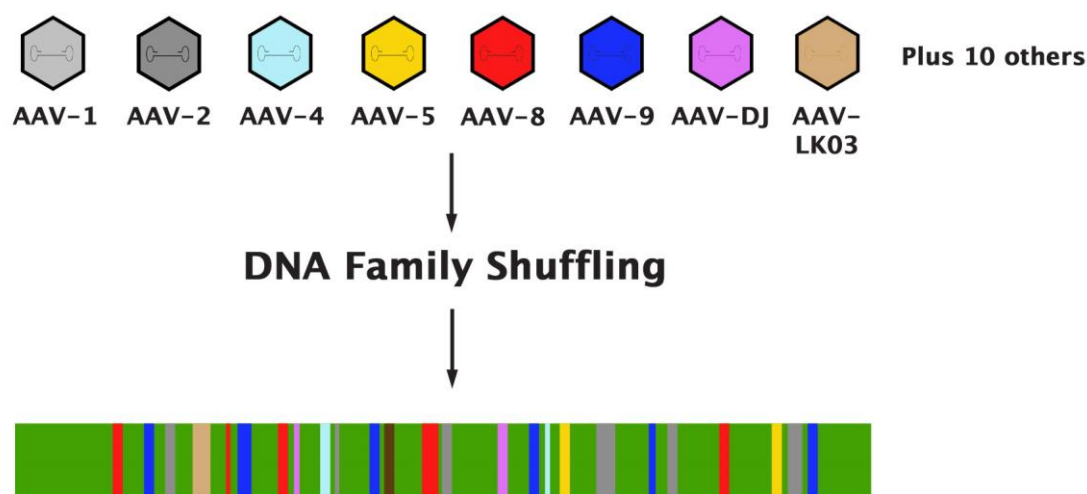 AAV-1 AAV-2 AAV-4 AAV-5 AAV-8 AAV-9 AAV-DJ AAV-
LK03
Plus 10 others
DNA Family Shuffling